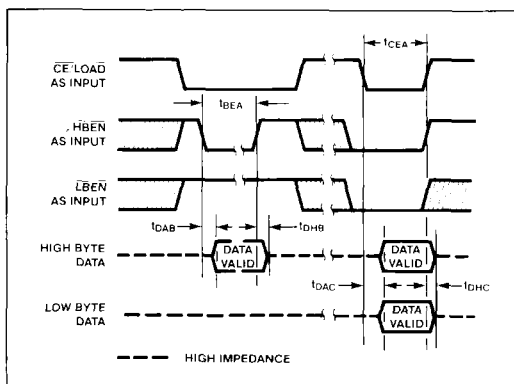 CE/LOAD
AS INPUT
tCEA
tBEA
HBEN
AS INPUT
LBEN
AS INPUT
tDAB
tDHB
HIGH BYTE
DATA
DATA
VALID
DATA
VALID
tDAC
tDHC
LOW BYTE
DATA
DATA
VALID
HIGH IMPEDANCE